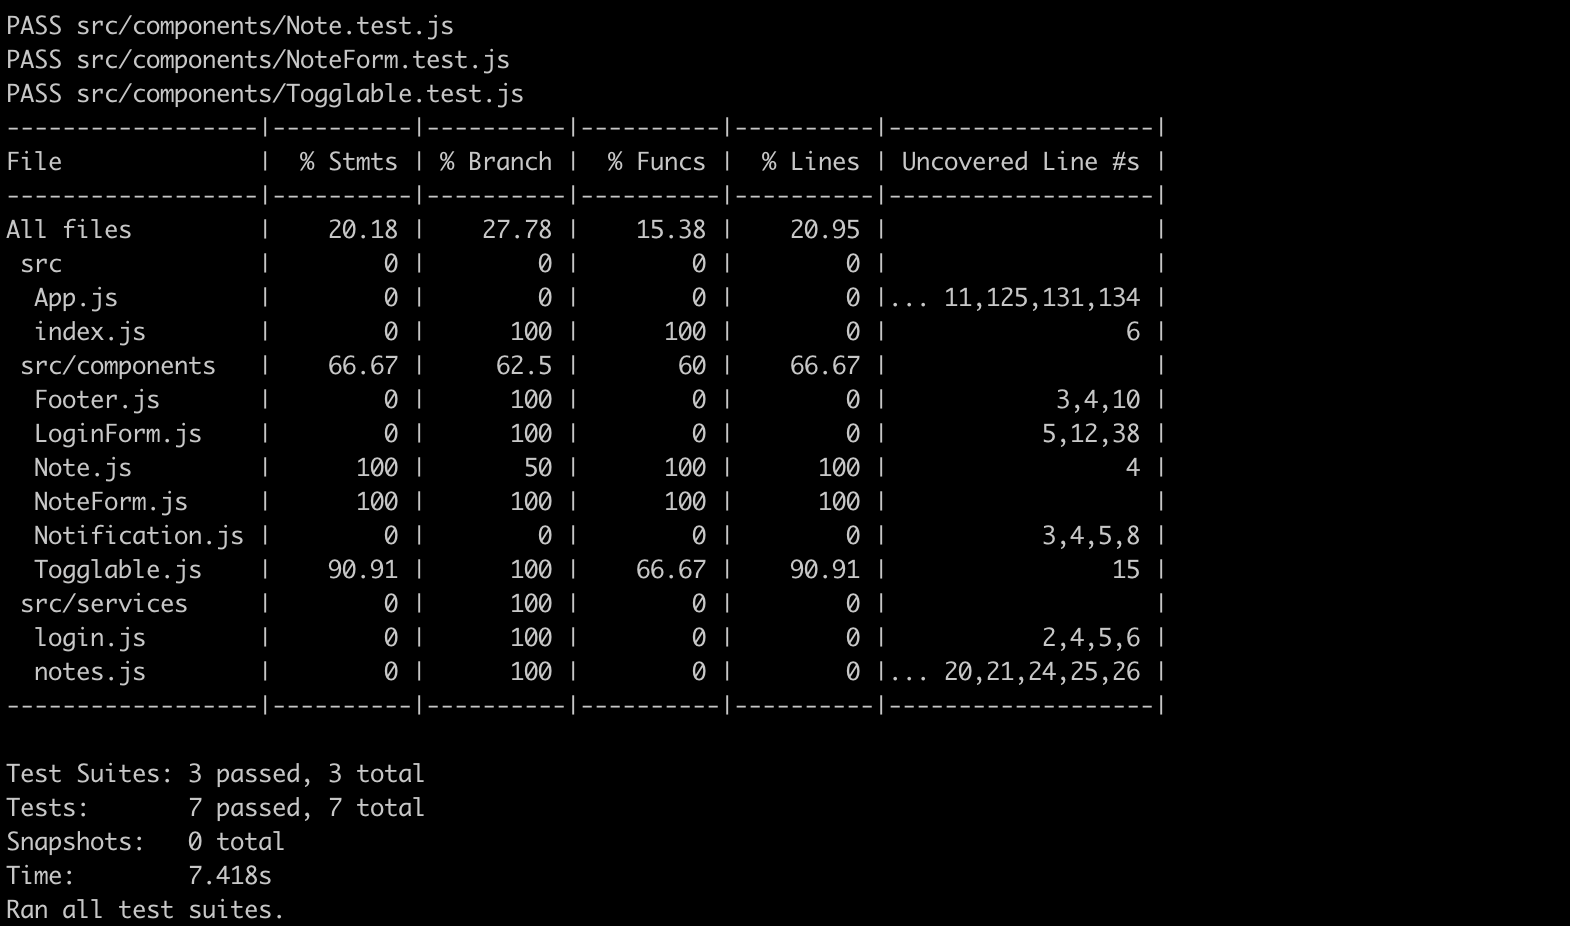 PASS src/components/Note.test.js
PASS src/components/NoteForm.test.js
PASS src/components/Togglable.test.js
------------------|----------|----------|----------|----------|-------------------|
File              |  % Stmts | % Branch |  % Funcs |  % Lines | Uncovered Line #s |
------------------|----------|----------|----------|----------|-------------------|
All files         |    20.18 |    27.78 |    15.38 |    20.95 |                   |
 src              |        0 |        0 |        0 |        0 |                   |
  App.js          |        0 |        0 |        0 |        0 |... 11,125,131,134 |
  index.js        |        0 |      100 |      100 |        0 |                 6 |
 src/components   |    66.67 |     62.5 |       60 |    66.67 |                   |
  Footer.js       |        0 |      100 |        0 |        0 |            3,4,10 |
  LoginForm.js    |        0 |      100 |        0 |        0 |           5,12,38 |
  Note.js         |      100 |       50 |      100 |      100 |                 4 |
  NoteForm.js     |      100 |      100 |      100 |      100 |                   |
  Notification.js |        0 |        0 |        0 |        0 |           3,4,5,8 |
  Togglable.js    |    90.91 |      100 |    66.67 |    90.91 |                15 |
 src/services     |        0 |      100 |        0 |        0 |                   |
  login.js        |        0 |      100 |        0 |        0 |           2,4,5,6 |
  notes.js        |        0 |      100 |        0 |        0 |... 20,21,24,25,26 |
------------------|----------|----------|----------|----------|-------------------|
Test Suites: 3 passed, 3 total
Tests:       7 passed, 7 total
Snapshots:   0 total
Time:        7.418s
Ran all test suites.